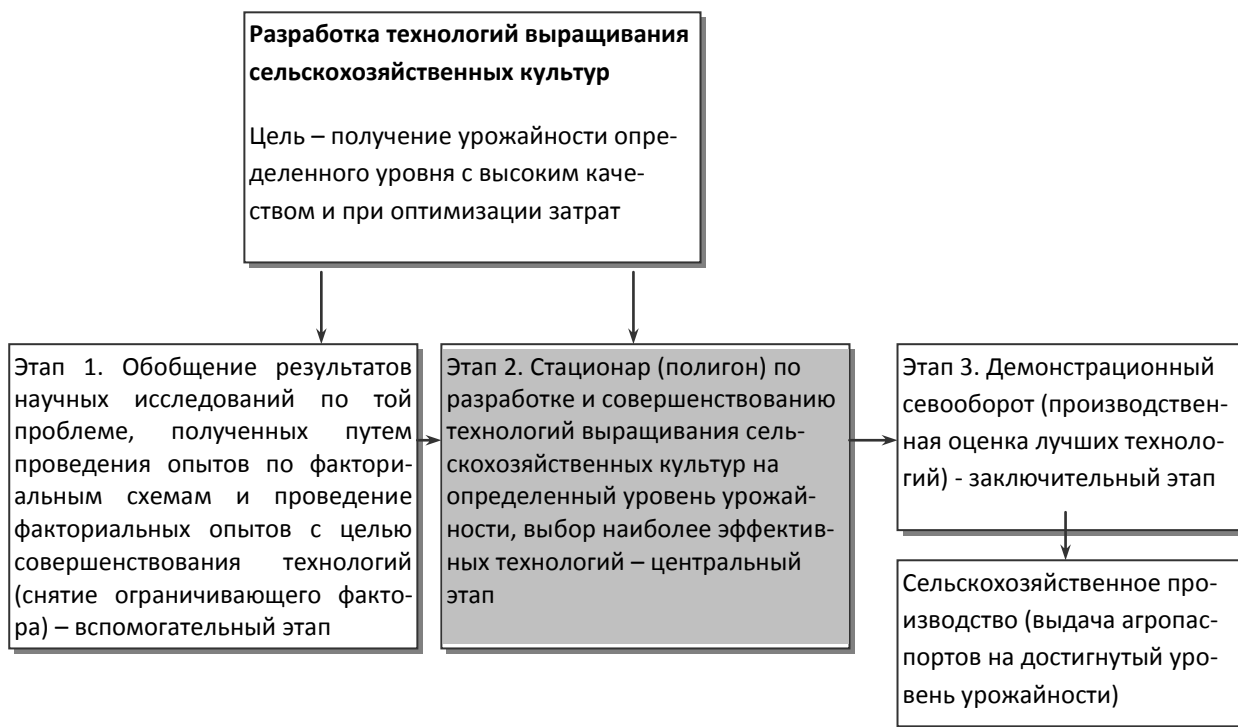 Разработка технологий выращивания
сельскохозяйственных культур
Цель – получение урожайности опре-
деленного уровня с высоким каче-
ством и при оптимизации затрат
Этап 1. Обобщение результатов
научных исследований по той
проблеме, полученных путем
проведения опытов по фактори-
альным схемам и проведение
факториальных опытов с целью
совершенствования технологий
(снятие ограничивающего факто-
ра) – вспомогательный этап
Этап 2. Стационар (полигон) по
разработке и совершенствованию
технологий выращивания сель-
скохозяйственных культур на
определенный уровень урожай-
ности, выбор наиболее эффектив-
ных технологий – центральный
этап
Этап 3. Демонстрационный
севооборот (производствен-
ная оценка лучших техноло-
гий) - заключительный этап
Сельскохозяйственное про-
изводство (выдача агропас-
портов на достигнутый уро-
вень урожайности)